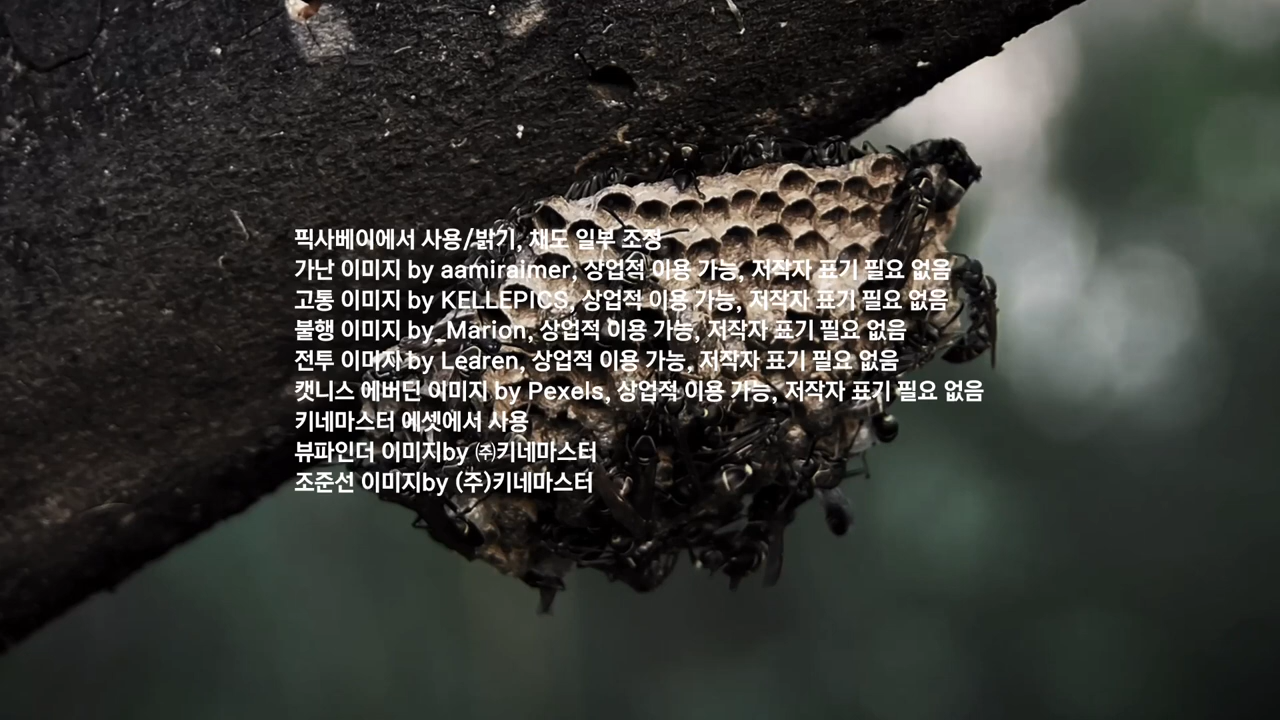 픽사베이에서 사용/밝기, 채도 일부 조정
가난 이미지 by aamiraimer, 상업적 이용 가능, 저작자 표기 필요 없음
고통 이미지 by KELLEPICS, 상업적 이용 가능, 저작자 표기 필요 없음
불행 이미지 by_Marion, 상업적 이용 가능, 저작자 표기 필요 없음
전투 이미지 by Learen, 상업적 이용 가능, 저작자 표기 필요 없음
캣니스 에버딘 이미지 by Pexels, 상업적 이용 가능, 저작자 표기 필요 없음
키네마스터 에셋에서 사용
뷰파인더 이미지by ㈜키네마스터
조준선 이미지by (주)키네마스터